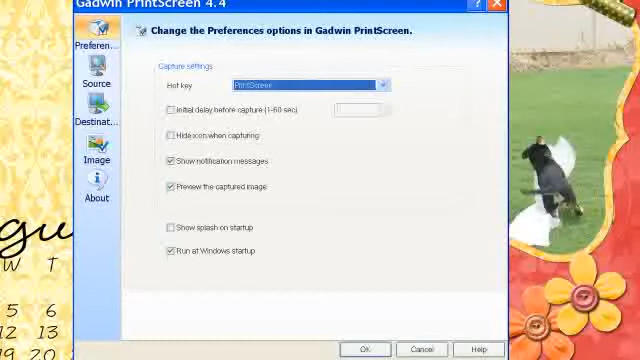 Gadwin PrintScreen 4.4
Preferen...
Source
Destinat...
Image
About
Change the Preferences options in Gadwin PrintScreen.
Capture settings
Hot key PrintScreen
Initial delay before capture (1-60 sec)
Hide icon when capturing
Show notification messages
Preview the captured image
Show splash on startup
Run at Windows startup
OK Cancel Help
gu
W T
5 6
12 13
19 20